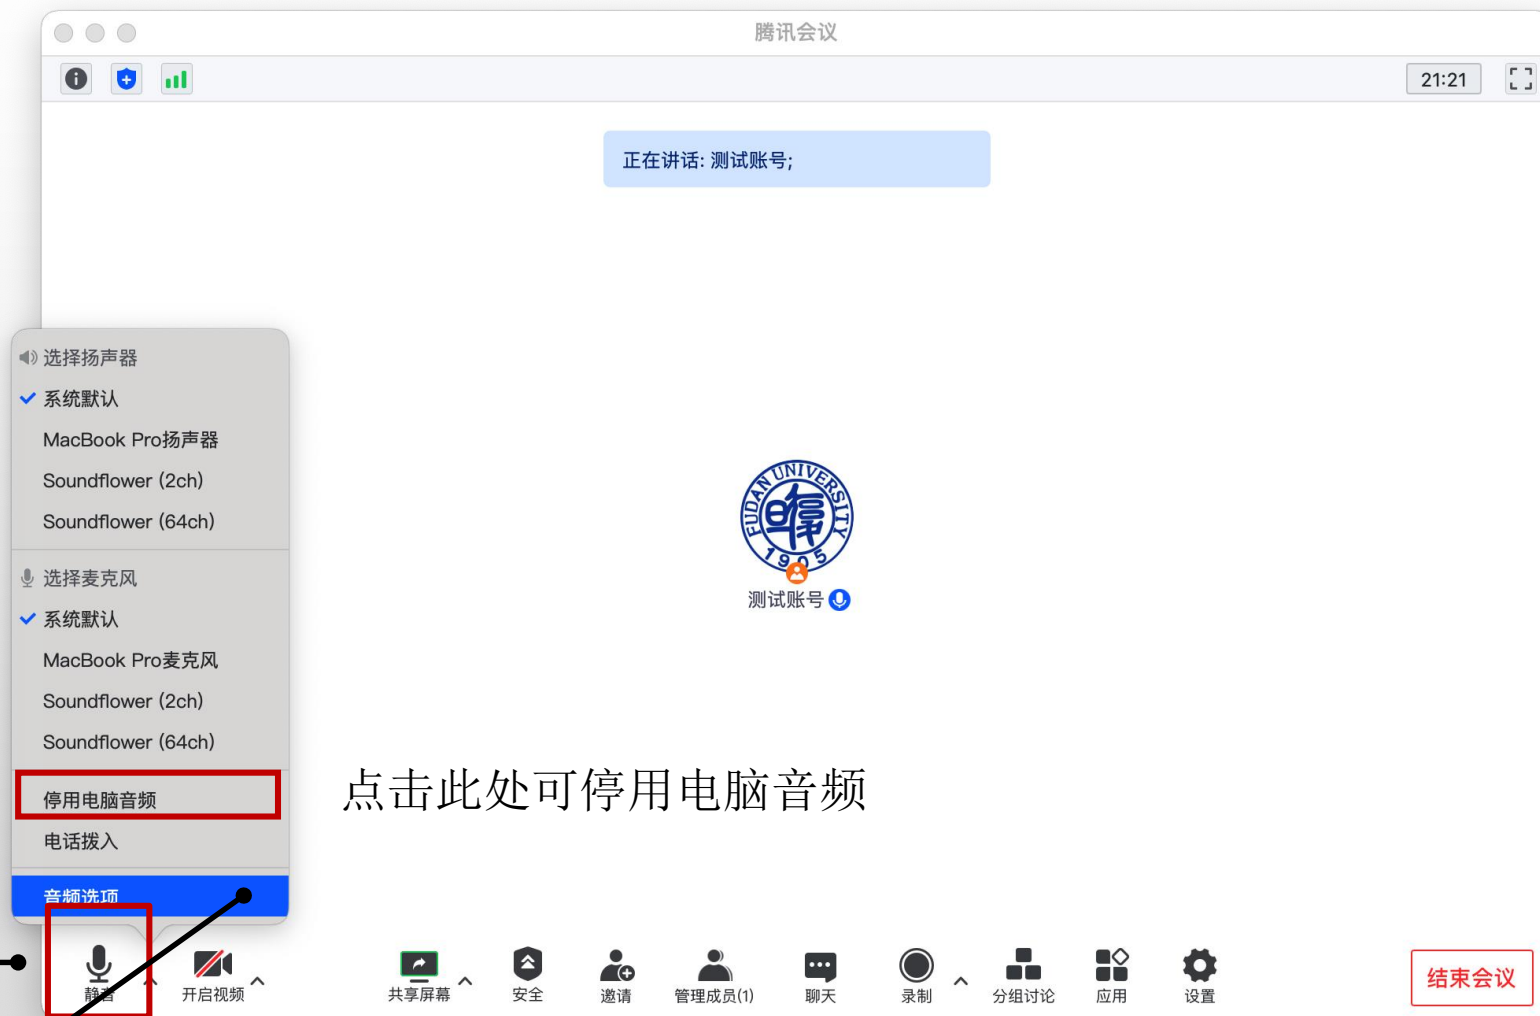 腾讯会议
21:21
正在讲话: 测试账号;
选择扬声器
系统默认
MacBook Pro扬声器
Soundflower (2ch)
Soundflower (64ch)
选择麦克风
系统默认
MacBook Pro麦克风
Soundflower (2ch)
Soundflower (64ch)
停用电脑音频
电话拨入
音频选项
FUDAN UNIVERSITY
1905
测试账号
点击此处可停用电脑音频
静音
开启视频
共享屏幕
安全
邀请
管理成员(1)
聊天
录制
分组讨论
应用
设置
结束会议